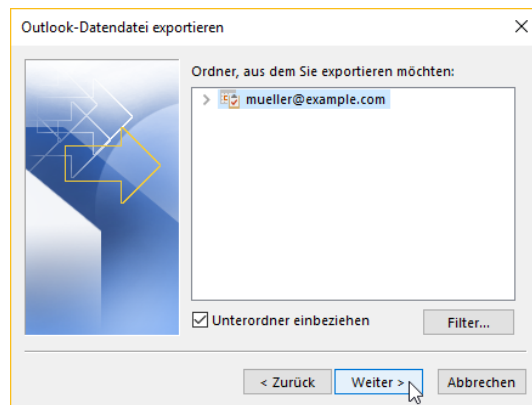 Outlook-Datendatei exportieren
Ordner, aus dem Sie exportieren möchten:
mueller@example.com
Unterordner einbeziehen
Filter...
< Zurück
Weiter >
Abbrechen